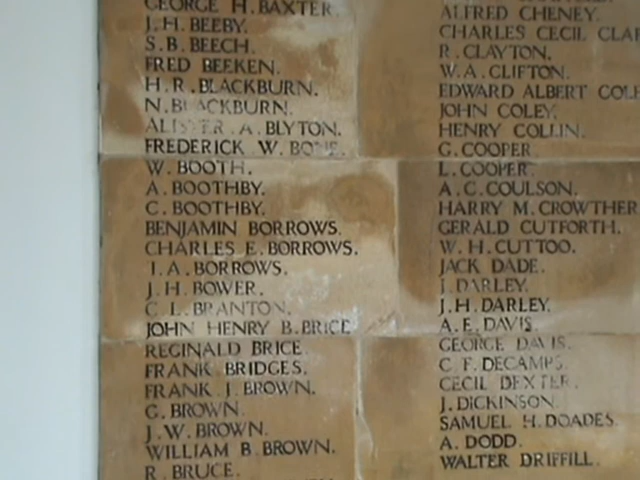 GEORGE H. BAXTER.
J. H. BEEBY.
S. B. BEECH.
FRED BEEKEN.
H. R. BLACKBURN.
N. BLACKBURN.
A. BLYTON.
FREDERICK W. BONE.
W. BOOTH.
A. BOOTHBY.
C. BOOTHBY.
BENJAMIN BORROWS.
CHARLES E. BORROWS.
A. BORROWS.
J. H. BOWER.
C. L. BRANTON.
JOHN HENRY B. BRICE
REGINALD BRICE.
FRANK BRIDGES.
FRANK J. BROWN.
G. BROWN.
J. W. BROWN.
WILLIAM B. BROWN.
R. BRUCE.
ALFRED CHENEY.
CHARLES CECIL
R. CLAYTON.
W. A. CLIFTON.
EDWARD ALBERT
JOHN COLEY.
HENRY COLLIN.
G. COOPER
L. COOPER.
A. C. COULSON.
HARRY M. CROWTHER
GERALD CUTFORTH.
W. H. CUTTOO.
JACK DADE.
J. DARLEY.
J. H. DARLEY.
A. E. DAVIS.
GEORGE DAVIS.
C. F. DECAMPS.
CECIL DEXTER.
J. DICKINSON
SAMUEL H. DOADES.
A. DODD.
WALTER DRIFFILL.